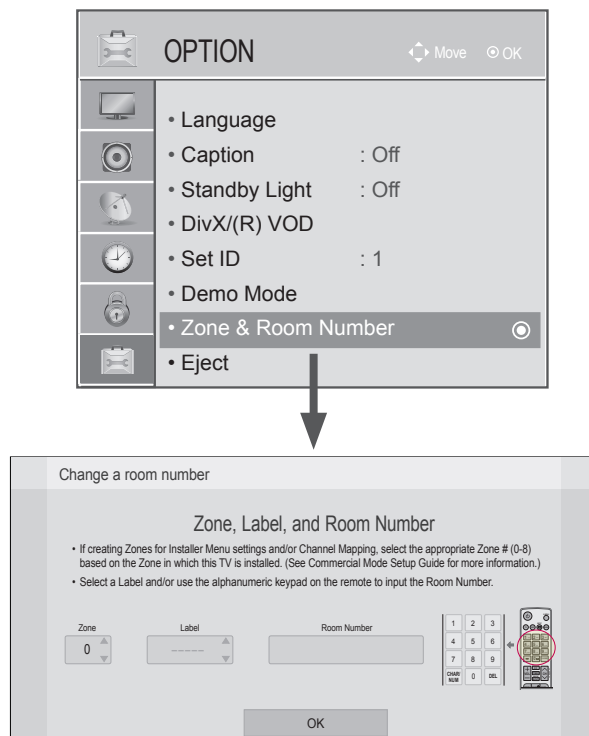 OPTION
Move OK
• Language
• Caption : Off
• Standby Light : Off
• DivX/(R) VOD
• Set ID : 1
• Demo Mode
• Zone & Room Number
• Eject
Change a room number
Zone, Label, and Room Number
• If creating Zones for Installer Menu settings and/or Channel Mapping, select the appropriate Zone # (0-8)
based on the Zone in which this TV is installed. (See Commercial Mode Setup Guide for more information.)
• Select a Label and/or use the alphanumeric keypad on the remote to input the Room Number.
Zone Label Room Number
0 -----
1 2 3
4 5 6
7 8 9
CHAR/
NUM 0 DEL
OK